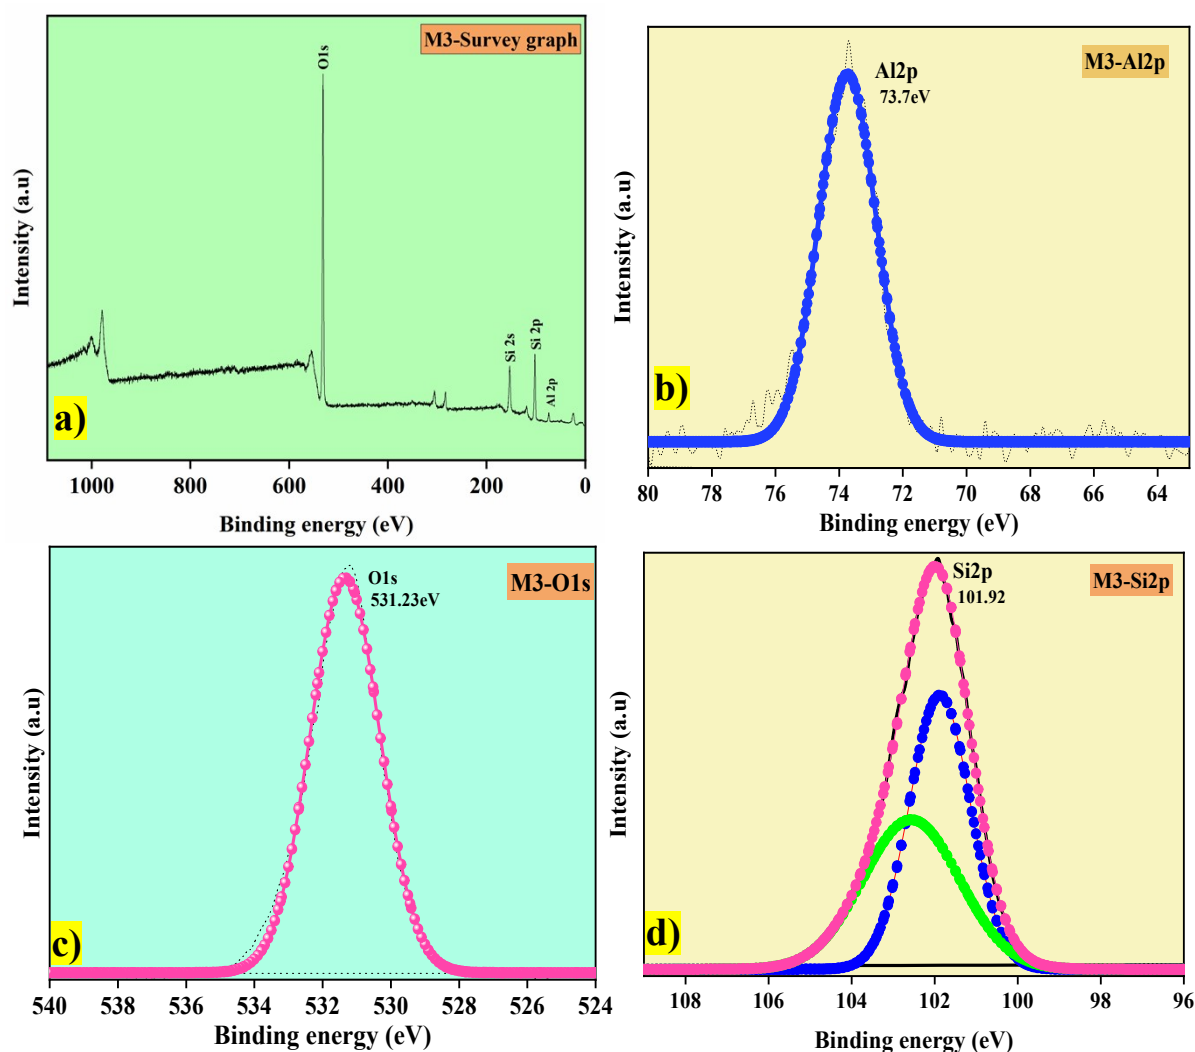 M3-Survey graph
O1s
Si 2s
Si 2p
Al 2p
a)
Intensity (a.u)
1000 800 600 400 200 0
Binding energy (eV)
M3-Al2p
Al2p
73.7eV
b)
Intensity (a.u)
80 78 76 74 72 70 68 66 64
Binding energy (eV)
M3-O1s
O1s
531.23eV
c)
Intensity (a.u)
540 538 536 534 532 530 528 526 524
Binding energy (eV)
M3-Si2p
Si2p
101.92
d)
Intensity (a.u)
108 106 104 102 100 98 96
Binding energy (eV)